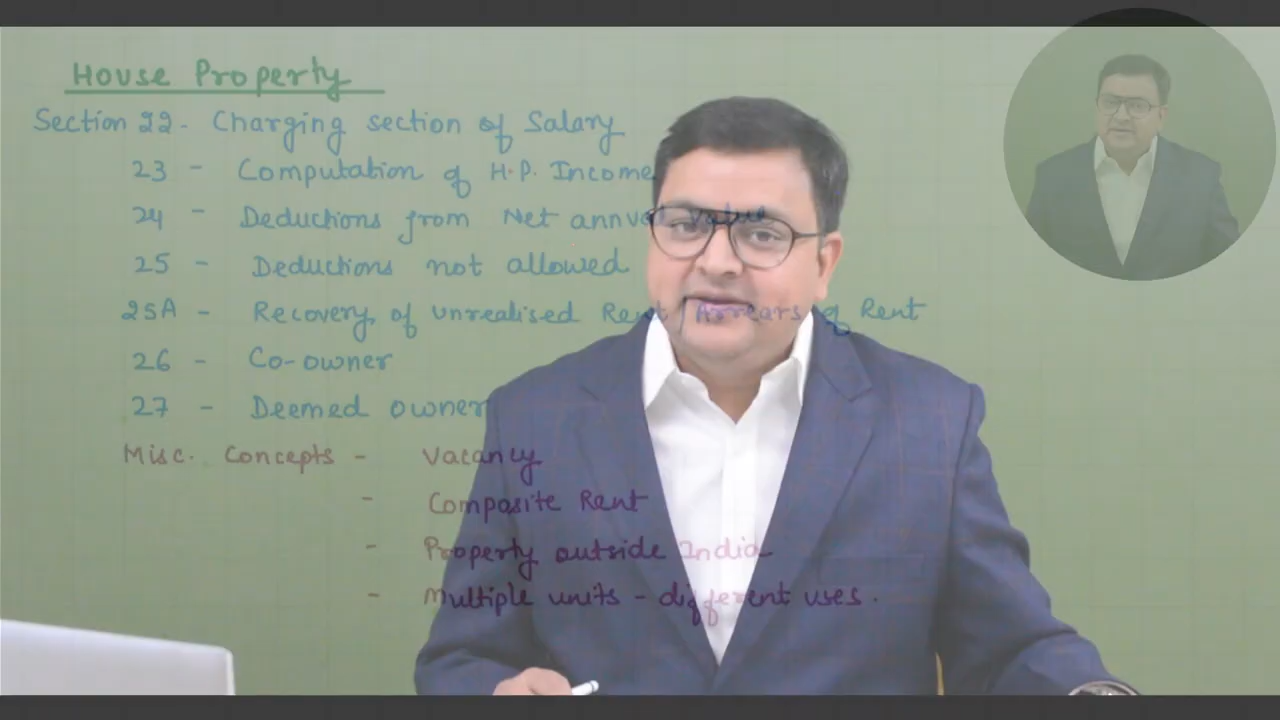 House Property
Section 22 - Charging section of Salary
23 - Computation of H.P. Income
24 - Deductions from Net annual value
25 - Deductions not allowed
25A - Recovery of unrealised Rent / Arrears of Rent
26 - Co-owner
27 - Deemed owner
Misc. Concepts - Vacancy
- Composite Rent
- Property outside India
- Multiple units - different uses.